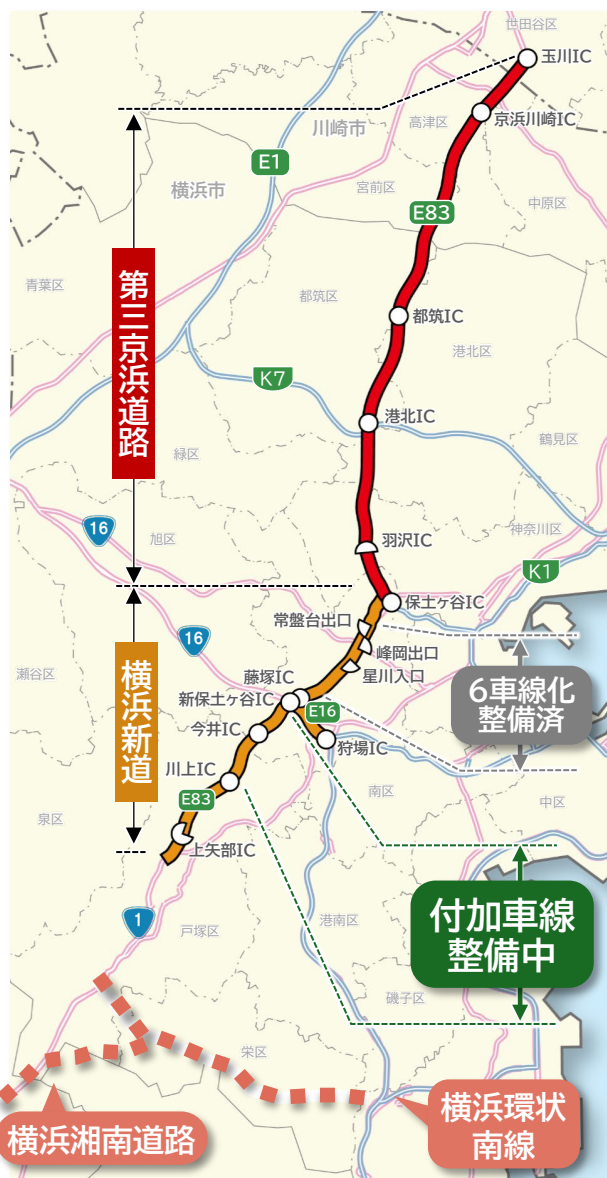 世田谷区
玉川IC
川崎市
高津区
京浜川崎IC
E1
横浜市
宮前区
中原区
E83
青葉区
第三京浜道路
都筑区
都筑IC
港北区
K7
港北IC
鶴見区
緑区
16
旭区
羽沢IC
神奈川区
K1
保土ヶ谷IC
常盤台出口
16
峰岡出口
星川入口
瀬谷区
藤塚IC
新保土ヶ谷IC
6車線化
整備済
横浜新道
E16
今井IC
狩場IC
川上IC
南区
中区
E83
泉区
上矢部IC
1
戸塚区
港南区
付加車線
整備中
磯子区
栄区
横浜湘南道路
横浜環状
南線